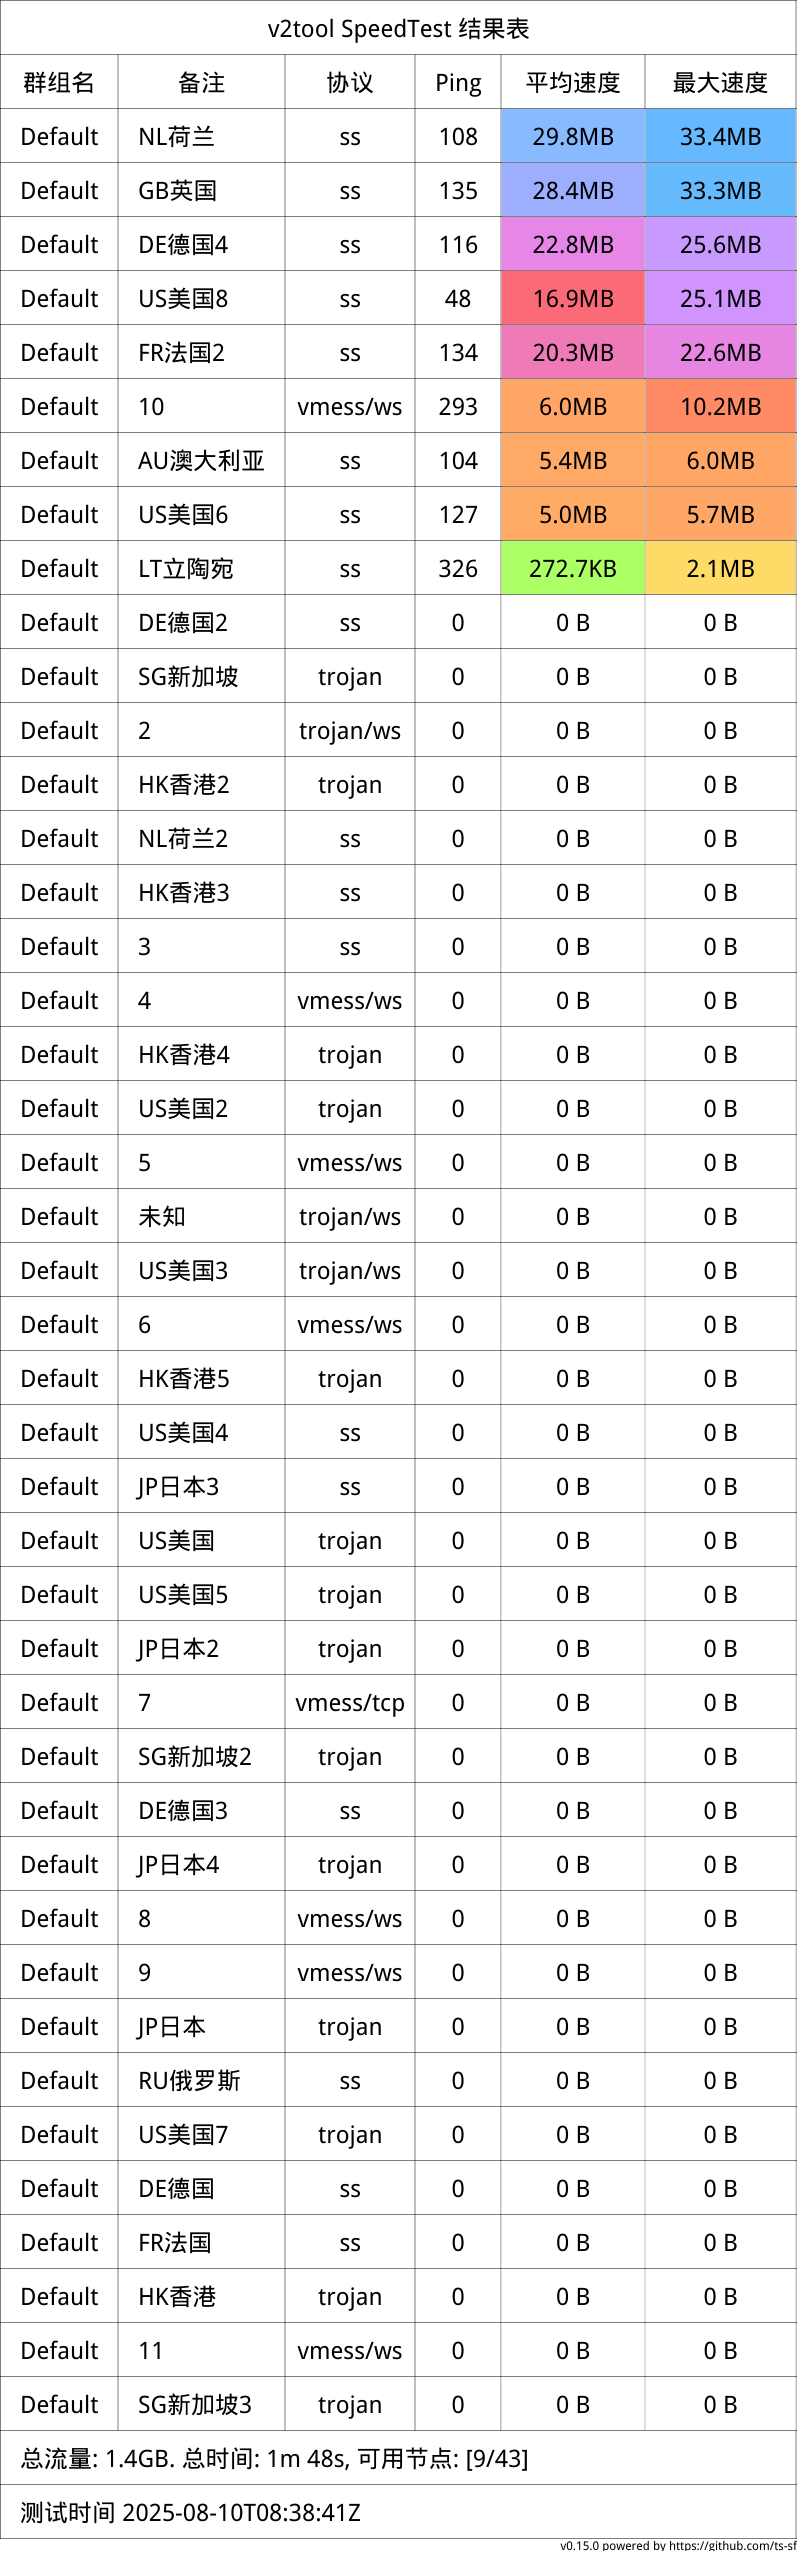 v2tool SpeedTest 结果表
群组名 备注 协议 Ping 平均速度 最大速度
Default NL荷兰 ss 108 29.8MB 33.4MB
Default GB英国 ss 135 28.4MB 33.3MB
Default DE德国4 ss 116 22.8MB 25.6MB
Default US美国8 ss 48 16.9MB 25.1MB
Default FR法国2 ss 134 20.3MB 22.6MB
Default 10 vmess/ws 293 6.0MB 10.2MB
Default AU澳大利亚 ss 104 5.4MB 6.0MB
Default US美国6 ss 127 5.0MB 5.7MB
Default LT立陶宛 ss 326 272.7KB 2.1MB
Default DE德国2 ss 0 0 B 0 B
Default SG新加坡 trojan 0 0 B 0 B
Default 2 trojan/ws 0 0 B 0 B
Default HK香港2 trojan 0 0 B 0 B
Default NL荷兰2 ss 0 0 B 0 B
Default HK香港3 ss 0 0 B 0 B
Default 3 ss 0 0 B 0 B
Default 4 vmess/ws 0 0 B 0 B
Default HK香港4 trojan 0 0 B 0 B
Default US美国2 trojan 0 0 B 0 B
Default 5 vmess/ws 0 0 B 0 B
Default 未知 trojan/ws 0 0 B 0 B
Default US美国3 trojan/ws 0 0 B 0 B
Default 6 vmess/ws 0 0 B 0 B
Default HK香港5 trojan 0 0 B 0 B
Default US美国4 ss 0 0 B 0 B
Default JP日本3 ss 0 0 B 0 B
Default US美国 trojan 0 0 B 0 B
Default US美国5 trojan 0 0 B 0 B
Default JP日本2 trojan 0 0 B 0 B
Default 7 vmess/tcp 0 0 B 0 B
Default SG新加坡2 trojan 0 0 B 0 B
Default DE德国3 ss 0 0 B 0 B
Default JP日本4 trojan 0 0 B 0 B
Default 8 vmess/ws 0 0 B 0 B
Default 9 vmess/ws 0 0 B 0 B
Default JP日本 trojan 0 0 B 0 B
Default RU俄罗斯 ss 0 0 B 0 B
Default US美国7 trojan 0 0 B 0 B
Default DE德国 ss 0 0 B 0 B
Default FR法国 ss 0 0 B 0 B
Default HK香港 trojan 0 0 B 0 B
Default 11 vmess/ws 0 0 B 0 B
Default SG新加坡3 trojan 0 0 B 0 B
总流量: 1.4GB. 总时间: 1m 48s, 可用节点: [9/43]
测试时间 2025-08-10T08:38:41Z
v0.15.0 powered by https://github.com/ts-sf